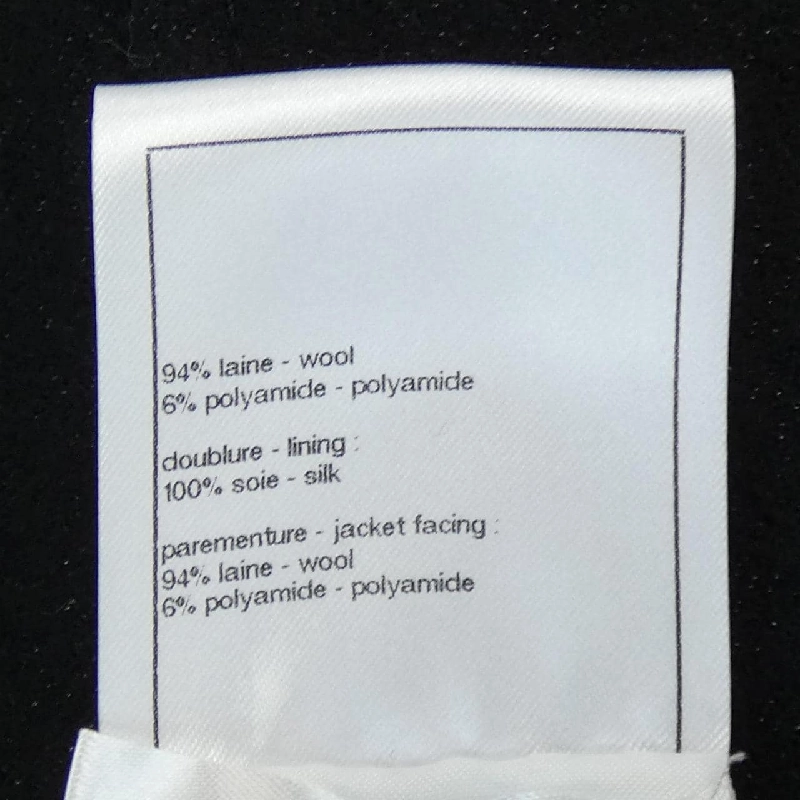 94% laine - wool
6% polyamide - polyamide
doublure - lining :
100% soie - silk
parementure - jacket facing :
94% laine - wool
6% polyamide - polyamide